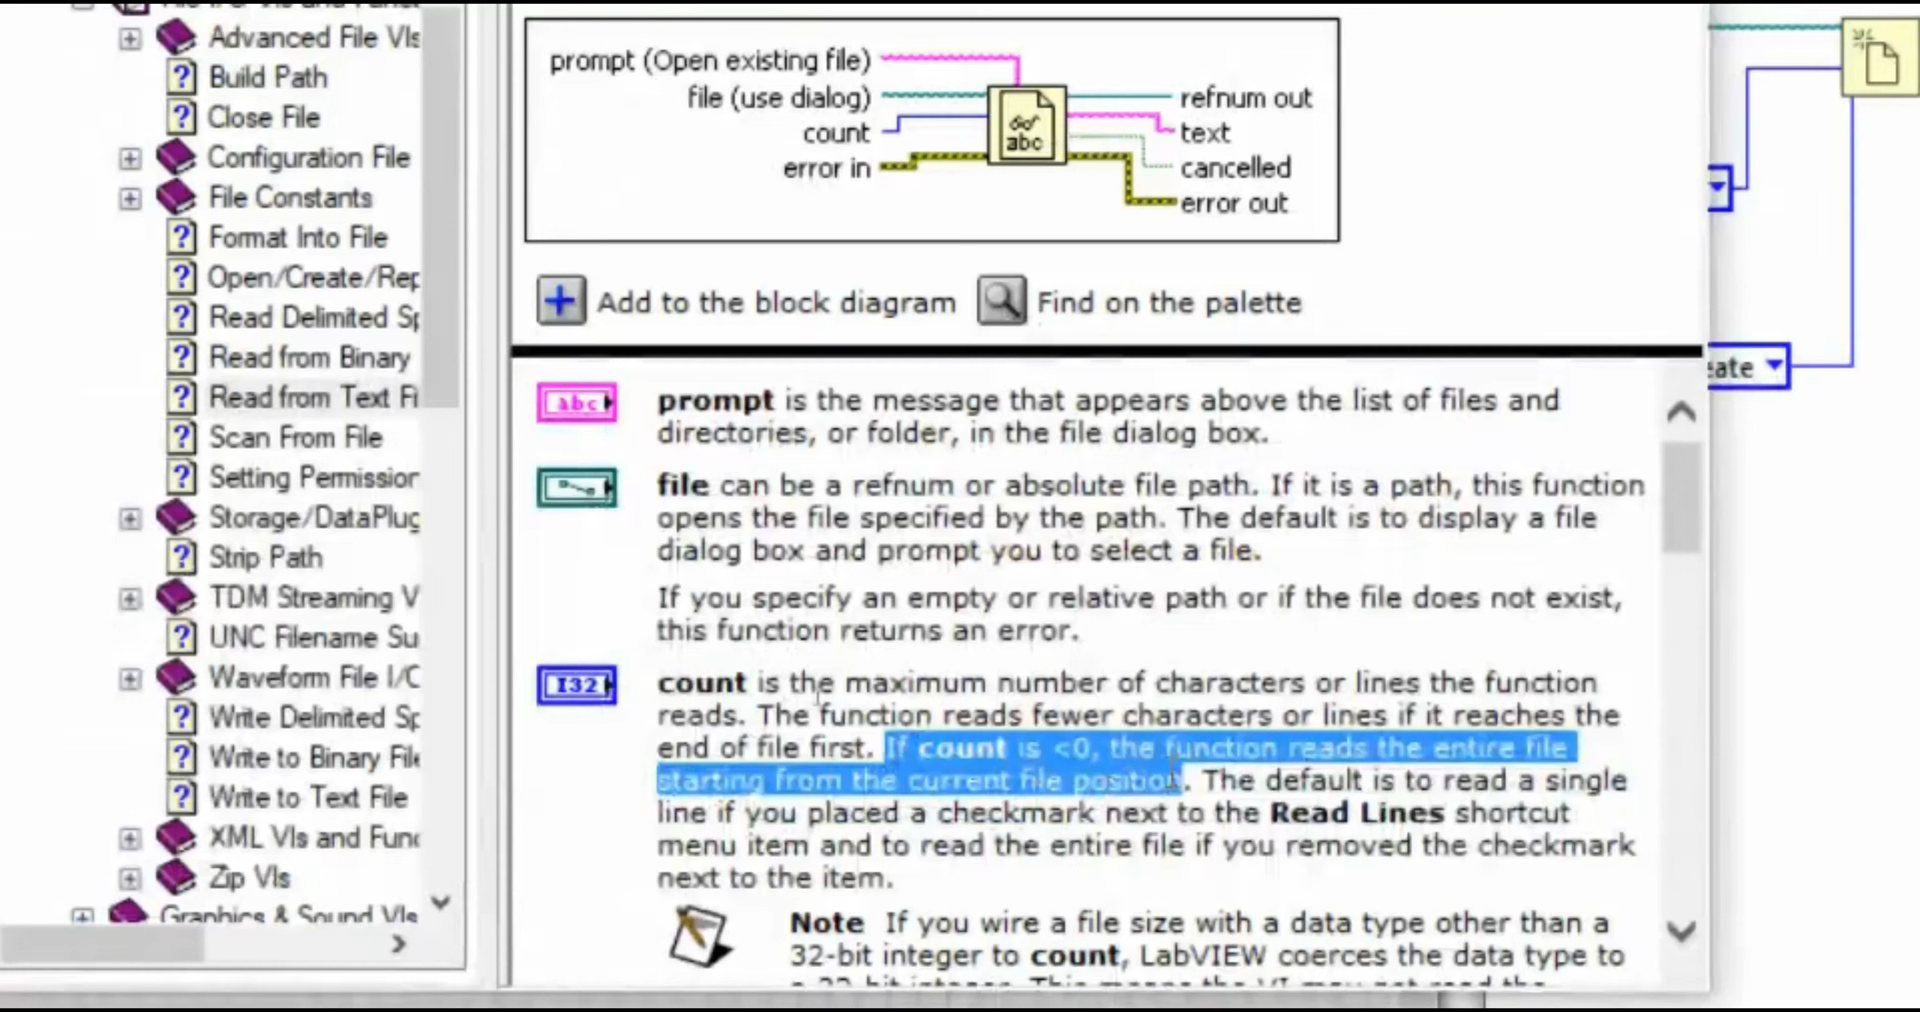 Advanced File VIs
Build Path
Close File
Configuration File
File Constants
Format Into File
Open/Create/Rep
Read Delimited Sp
Read from Binary
Read from Text Fi
Scan From File
Setting Permission
Storage/DataPlug
Strip Path
TDM Streaming V
UNC Filename Su
Waveform File I/O
Write Delimited Sp
Write to Binary File
Write to Text File
XML VIs and Func
Zip VIs
Graphics & Sound VIs
prompt (Open existing file)
file (use dialog)
count
error in
abc
refnum out
text
cancelled
error out
Add to the block diagram
Find on the palette
abc
prompt is the message that appears above the list of files and
directories, or folder, in the file dialog box.
file can be a refnum or absolute file path. If it is a path, this function
opens the file specified by the path. The default is to display a file
dialog box and prompt you to select a file.
If you specify an empty or relative path or if the file does not exist,
this function returns an error.
I32
count is the maximum number of characters or lines the function
reads. The function reads fewer characters or lines if it reaches the
end of file first. If count is <0, the function reads the entire file
starting from the current file position. The default is to read a single
line if you placed a checkmark next to the Read Lines shortcut
menu item and to read the entire file if you removed the checkmark
next to the item.
Note If you wire a file size with a data type other than a
32-bit integer to count, LabVIEW coerces the data type to
eate